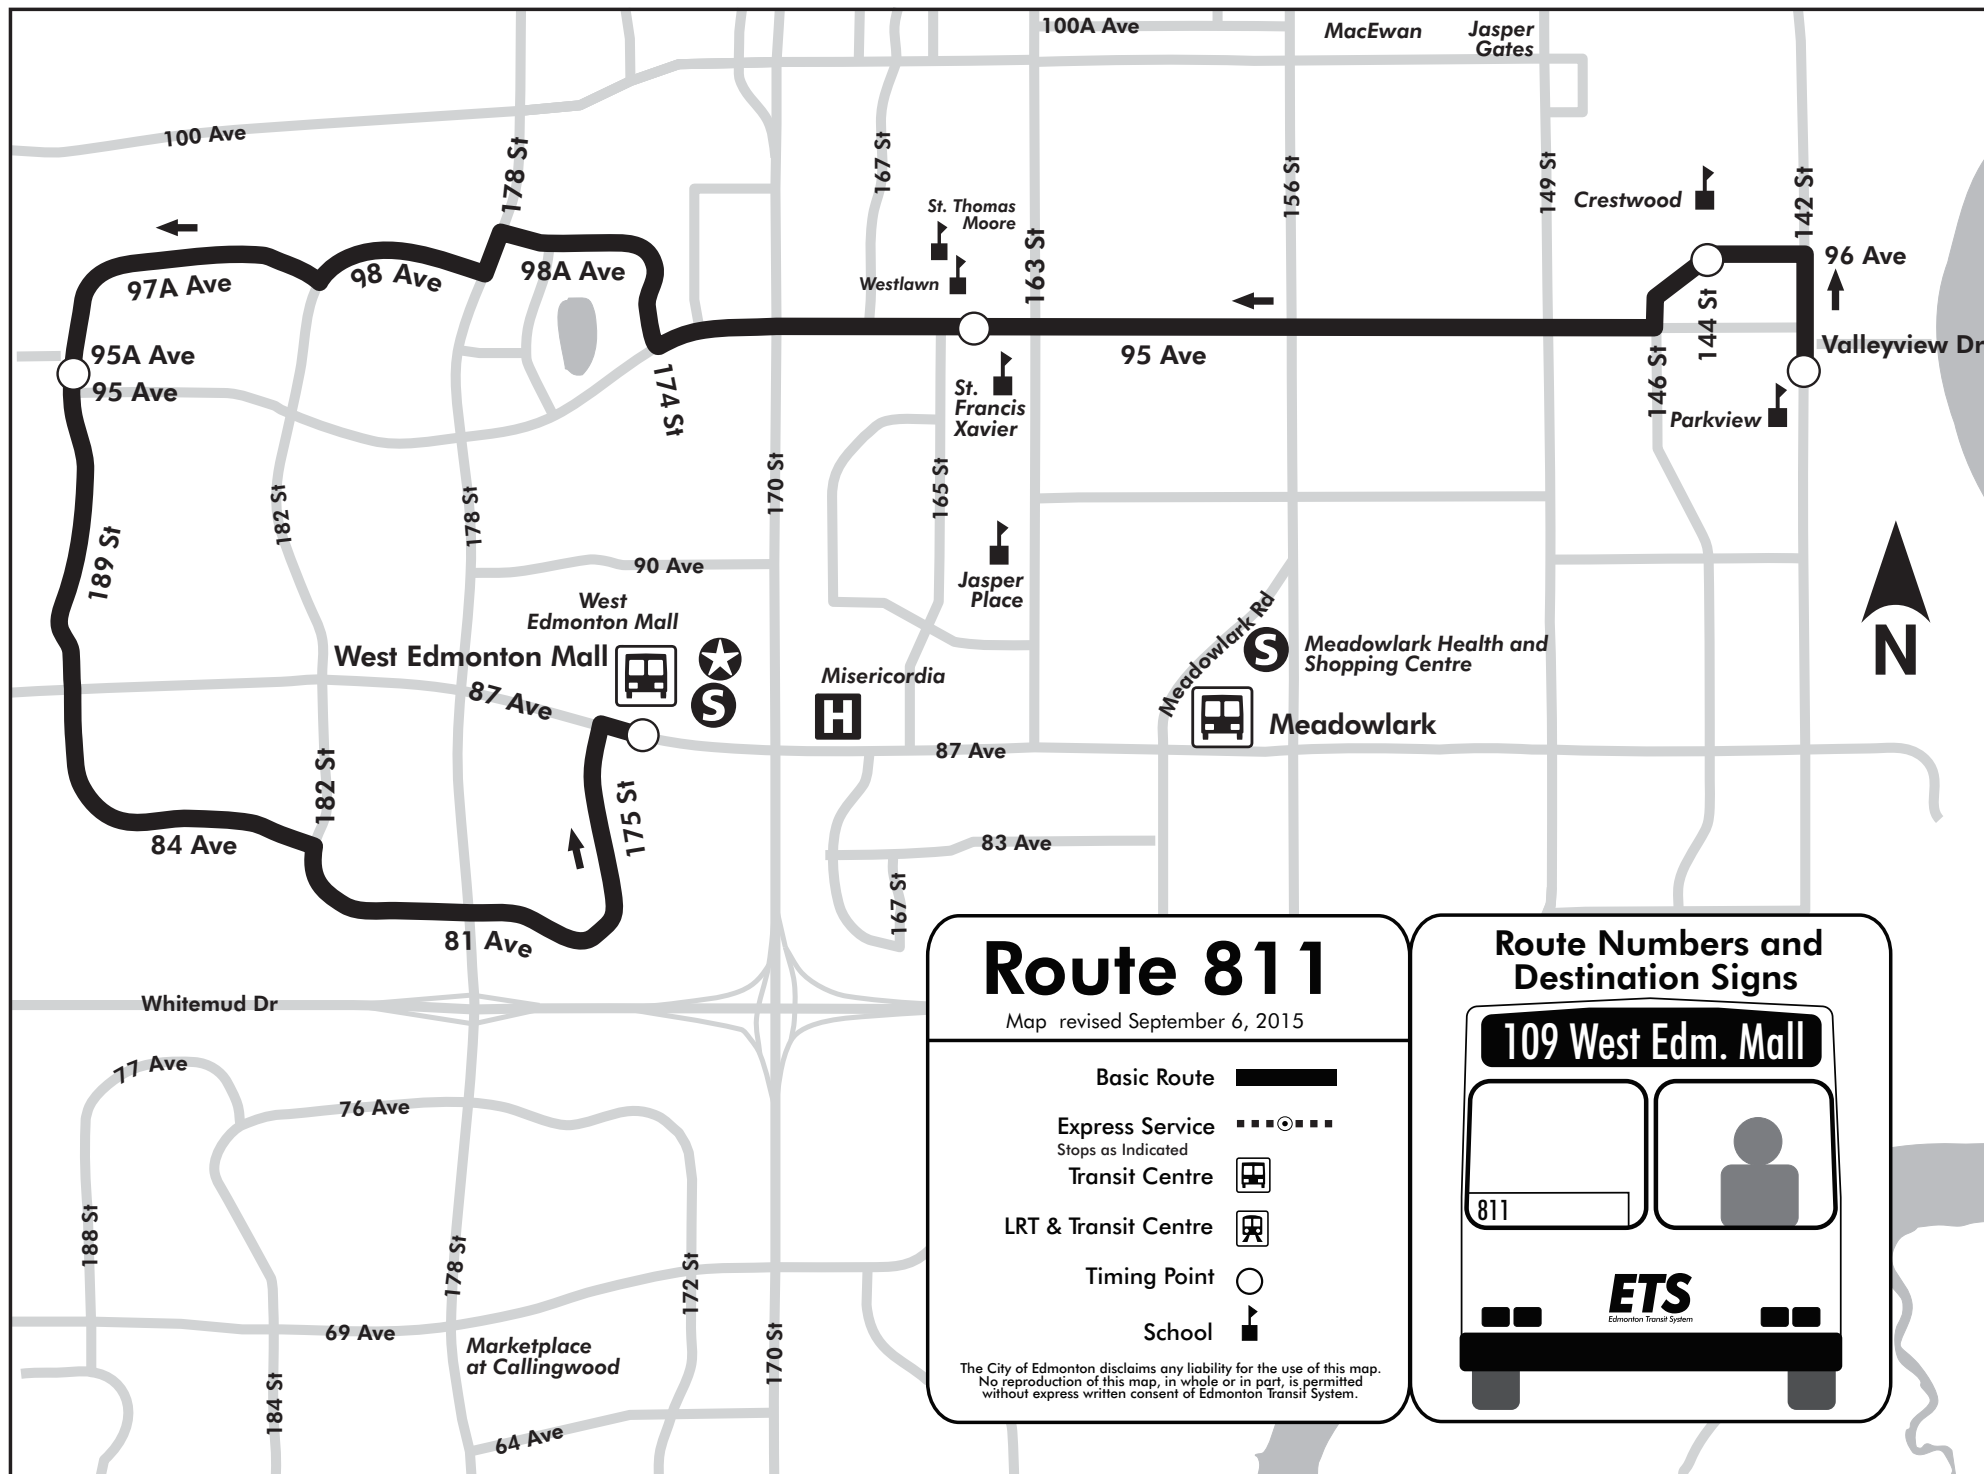 100A Ave
MacEwan
Jasper
Gates
100 Ave
178 St
167 St
St. Thomas
Moore
Westlawn
163 St
156 St
149 St
Crestwood
142 St
96 Ave
97A Ave
98 Ave
98A Ave
144 St
Valleyview Dr
95A Ave
95 Ave
95 Ave
174 St
St.
Francis
Xavier
146 St
Parkview
182 St
178 St
170 St
165 St
189 St
90 Ave
Jasper
Place
West
Edmonton Mall
West Edmonton Mall
S
S
Meadowlark Rd
Meadowlark Health and
Shopping Centre
N
Misericordia
H
87 Ave
Meadowlark
87 Ave
182 St
175 St
84 Ave
83 Ave
167 St
81 Ave
Whitemud Dr
77 Ave
76 Ave
188 St
178 St
172 St
69 Ave
Marketplace
at Callingwood
170 St
184 St
64 Ave
Route 811
Map revised September 6, 2015
Basic Route
Express Service
Stops as Indicated
Transit Centre
LRT & Transit Centre
Timing Point
School
The City of Edmonton disclaims any liability for the use of this map.
No reproduction of this map, in whole or in part, is permitted
without express written consent of Edmonton Transit System.
Route Numbers and
Destination Signs
109 West Edm. Mall
811
ETS
Edmonton Transit System